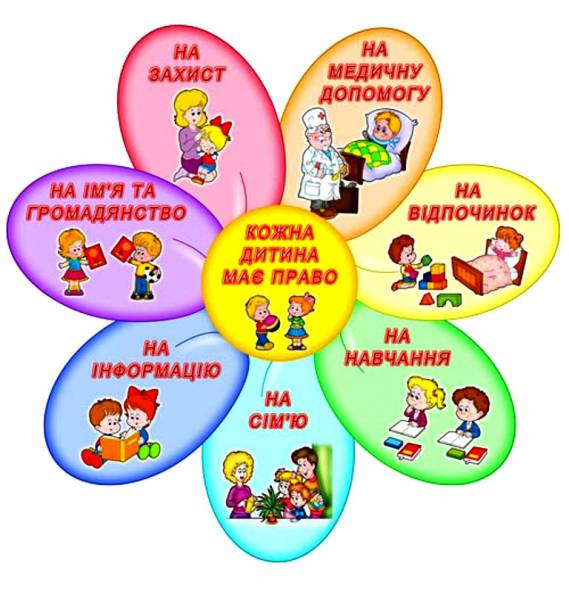 КОЖНА
ДИТИНА
МАЄ ПРАВО
НА
ЗАХИСТ
НА
МЕДИЧНУ
ДОПОМОГУ
НА
ВІДПОЧИНОК
НА
НАВЧАННЯ
НА
СІМ'Ю
НА
ІНФОРМАЦІЮ
НА ІМ'Я ТА
ГРОМАДЯНСТВО